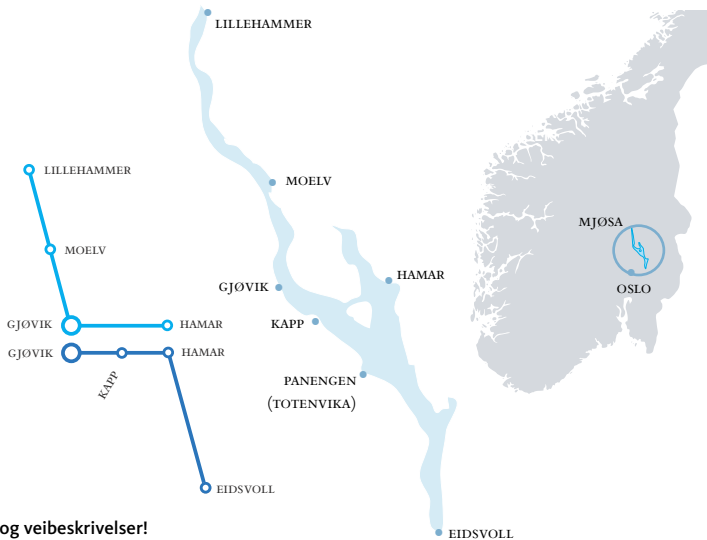 LILLEHAMMER
MOELV
GJØVIK
HAMAR
KAPP
PANENGEN
(TOTENVIKA)
EIDSVOLL
LILLEHAMMER
MOELV
GJØVIK
HAMAR
GJØVIK
HAMAR
KAPP
EIDSVOLL
MJØSA
OSLO
og veibeskrivelser!